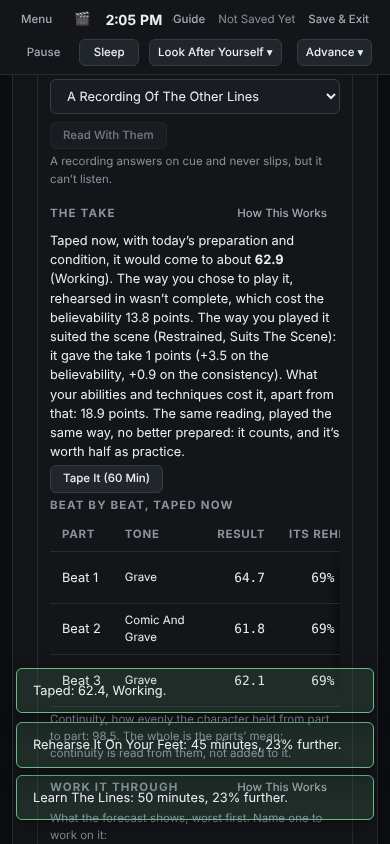 Menu 🎬 2:05 PM Guide Not Saved Yet Save & Exit
Pause Sleep Look After Yourself ▾ Advance ▾
A Recording Of The Other Lines
Read With Them
A recording answers on cue and never slips, but it
can't listen.
THE TAKE How This Works
Taped now, with today's preparation and
condition, it would come to about 62.9
(Working). The way you chose to play it,
rehearsed in wasn't complete, which cost the
believability 13.8 points. The way you played it
suited the scene (Restrained, Suits The Scene):
it gave the take 1 points (+3.5 on the
believability, +0.9 on the consistency). What
your abilities and techniques cost it, apart from
that: 18.9 points. The same reading, played the
same way, no better prepared: it counts, and it's
worth half as practice.
Tape It (60 Min)
BEAT BY BEAT, TAPED NOW
PART TONE RESULT ITS REH
Beat 1 Grave 64.7 69%
Beat 2 Comic And
Grave 61.8 69%
Beat 3 Grave 62.1 69%
Taped: 62.4, Working.
Continuity, how evenly the character held from part
to part: 98.5. The whole is the parts' mean;
continuity is read from them, not added to it.
Rehearse It On Your Feet: 45 minutes, 23% further.
WORK IT THROUGH How This Works
Learn The Lines: 50 minutes, 23% further.
What the forecast shows, worst first. Name one to
work on it: